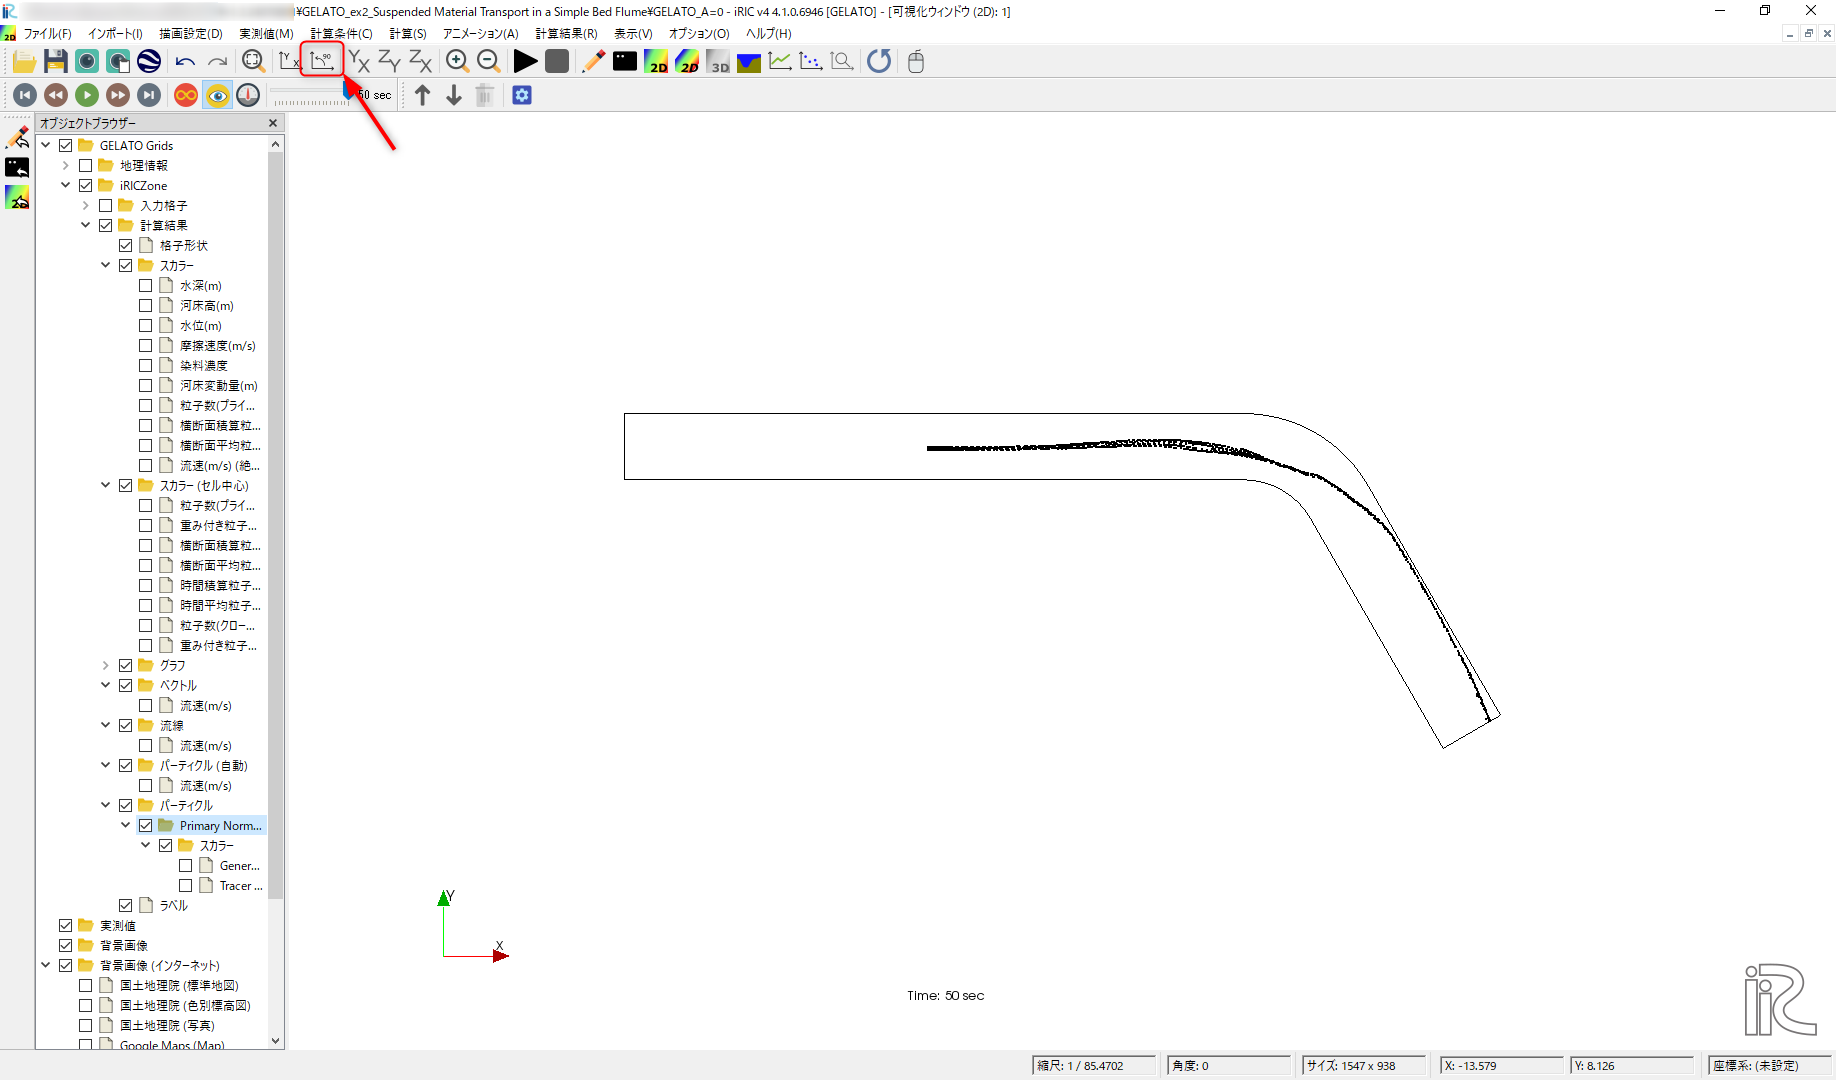 ¥GELATO_ex2_Suspended Material Transport in a Simple Bed Flume¥GELATO_A=0 - iRIC v4 4.1.0.6946 [GELATO] - [可視化ウィンドウ (2D): 1]
ファイル(F) インポート(I) 描画設定(D) 実測値(M) 計算条件(C) 計算(S) アニメーション(A) 計算結果(R) 表示(V) オプション(O) ヘルプ(H)
Y X 90 Y X Z Y Z X 2D 2D 3D
50 sec
オブジェクトブラウザー
GELATO Grids
地理情報
iRICZone
入力格子
計算結果
格子形状
スカラー
水深(m)
河床高(m)
水位(m)
摩擦速度(m/s)
染料濃度
河床変動量(m)
粒子数(プライ...
横断面積算粒...
横断面平均粒...
流速(m/s) (絶...
スカラー (セル中心)
粒子数(プライ...
重み付き粒子...
横断面積算粒...
横断面平均粒...
時間積算粒子...
時間平均粒子...
粒子数(クロー...
重み付き粒子...
グラフ
ベクトル
流速(m/s)
流線
流速(m/s)
パーティクル (自動)
流速(m/s)
パーティクル
Primary Norm...
スカラー
Gener...
Tracer ...
ラベル
実測値
背景画像
背景画像 (インターネット)
国土地理院 (標準地図)
国土地理院 (色別標高図)
国土地理院 (写真)
Google Maps (Map)
Y
X
Time: 50 sec
iRC
縮尺: 1 / 85.4702 角度: 0 サイズ: 1547 x 938 X: -13.579 Y: 8.126 座標系: (未設定)